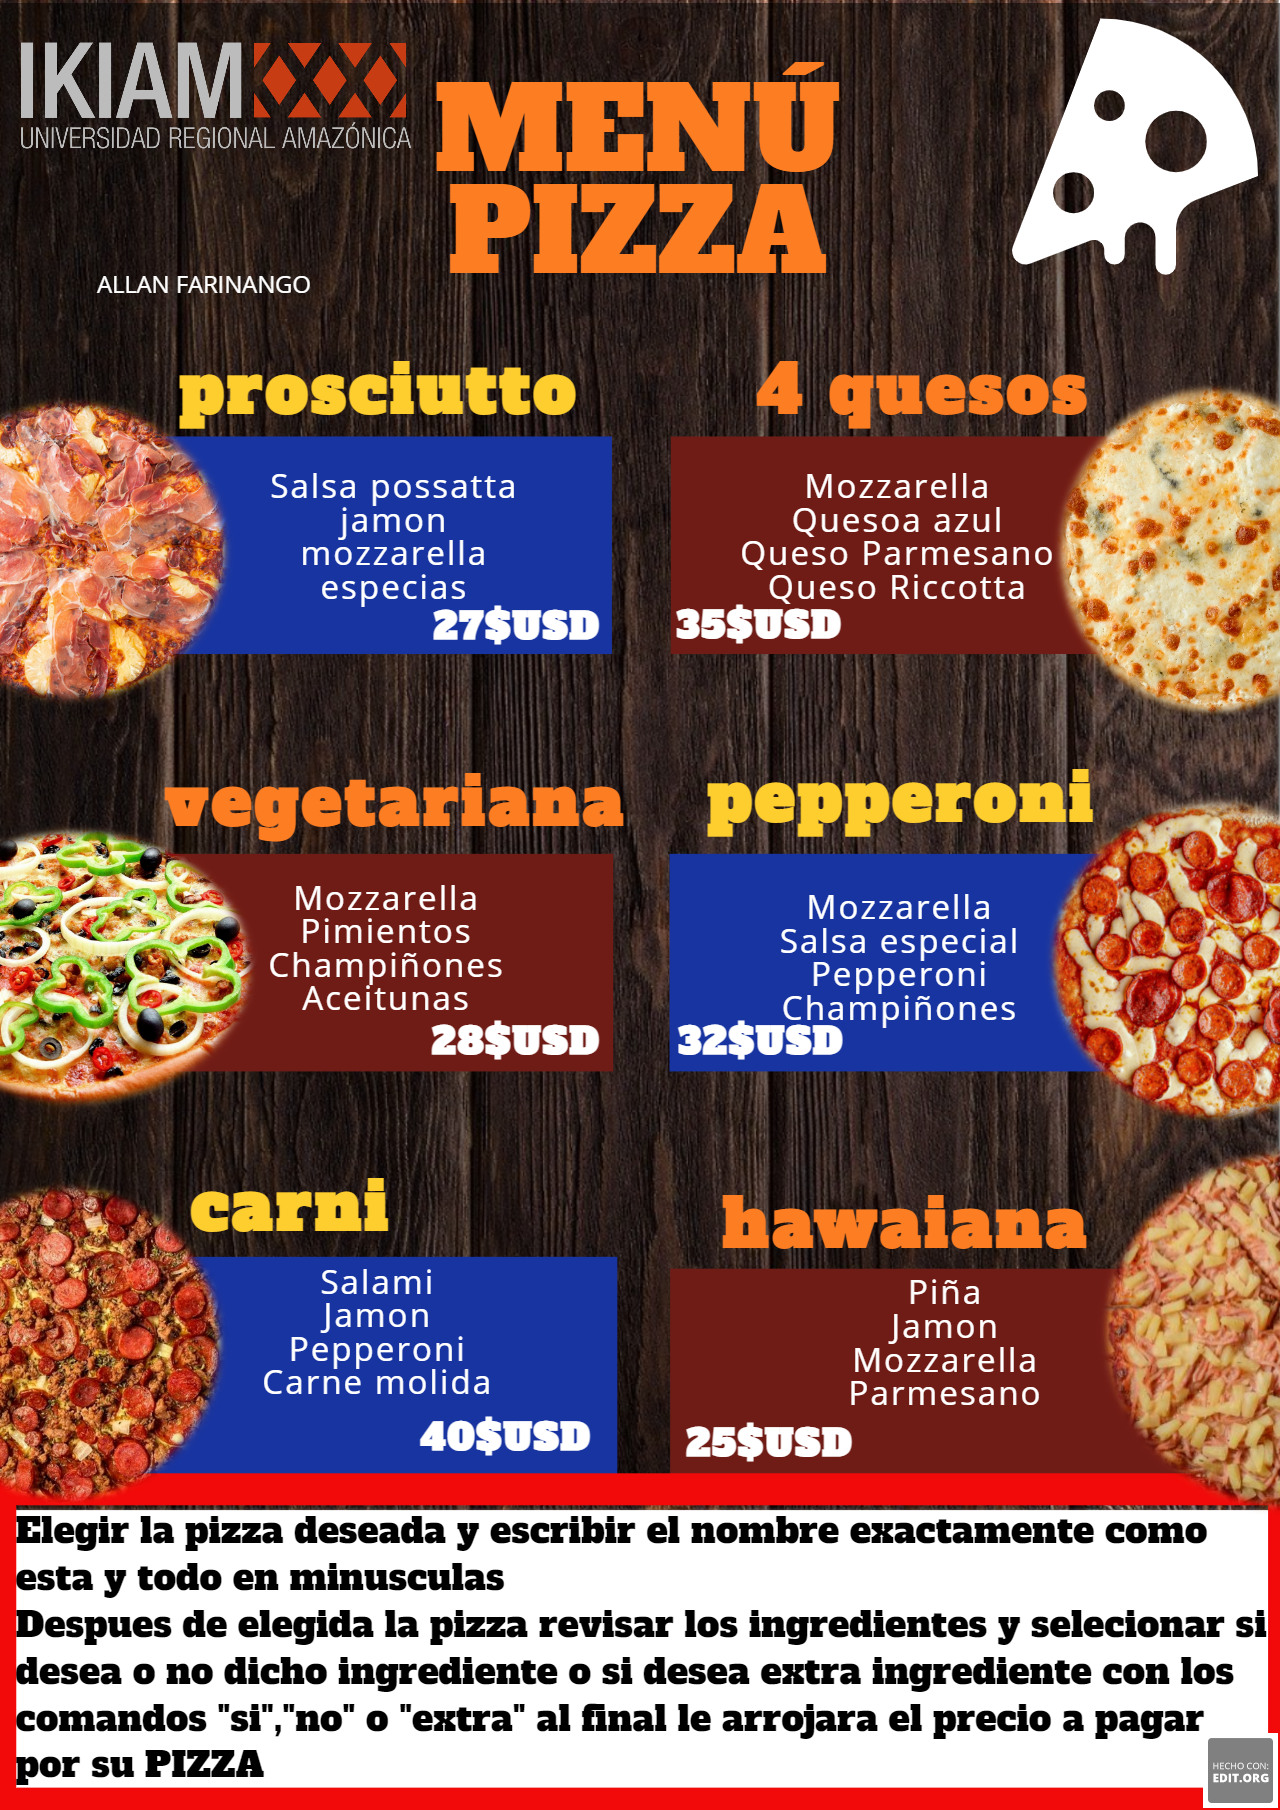 IKIAM
UNIVERSIDAD REGIONAL AMAZÓNICA
MENÚ
PIZZA
ALLAN FARINANGO
prosciutto
Salsa possatta
jamon
mozzarella
especias
27$USD
4 quesos
Mozzarella
Quesoa azul
Queso Parmesano
Queso Riccotta
35$USD
vegetariana
Mozzarella
Pimientos
Champiñones
Aceitunas
28$USD
pepperoni
Mozzarella
Salsa especial
Pepperoni
Champiñones
32$USD
carni
Salami
Jamon
Pepperoni
Carne molida
40$USD
hawaiana
Piña
Jamon
Mozzarella
Parmesano
25$USD
Elegir la pizza deseada y escribir el nombre exactamente como
esta y todo en minusculas
Despues de elegida la pizza revisar los ingredientes y selecionar si
desea o no dicho ingrediente o si desea extra ingrediente con los
comandos "si","no" o "extra" al final le arrojara el precio a pagar
por su PIZZA
HECHO CON:
EDIT.ORG